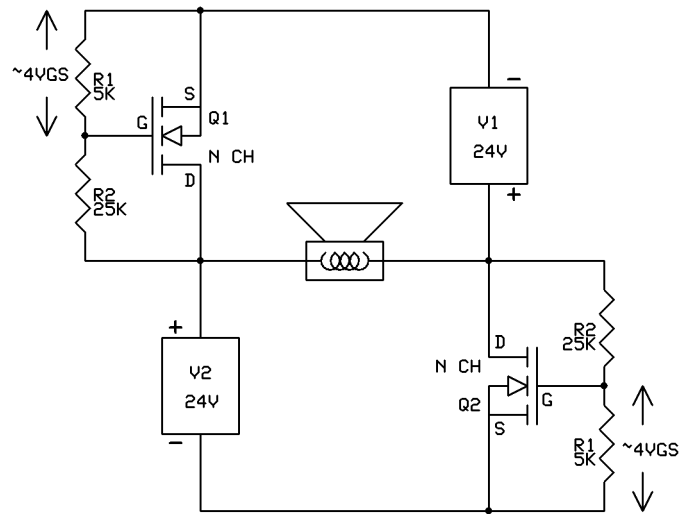 ~4VGS
R1
5K
G
S
Q1
N CH
D
R2
25K
-
V1
24V
+
+
V2
24V
-
D
N CH
Q2
G
S
R2
25K
R1
5K
~4VGS